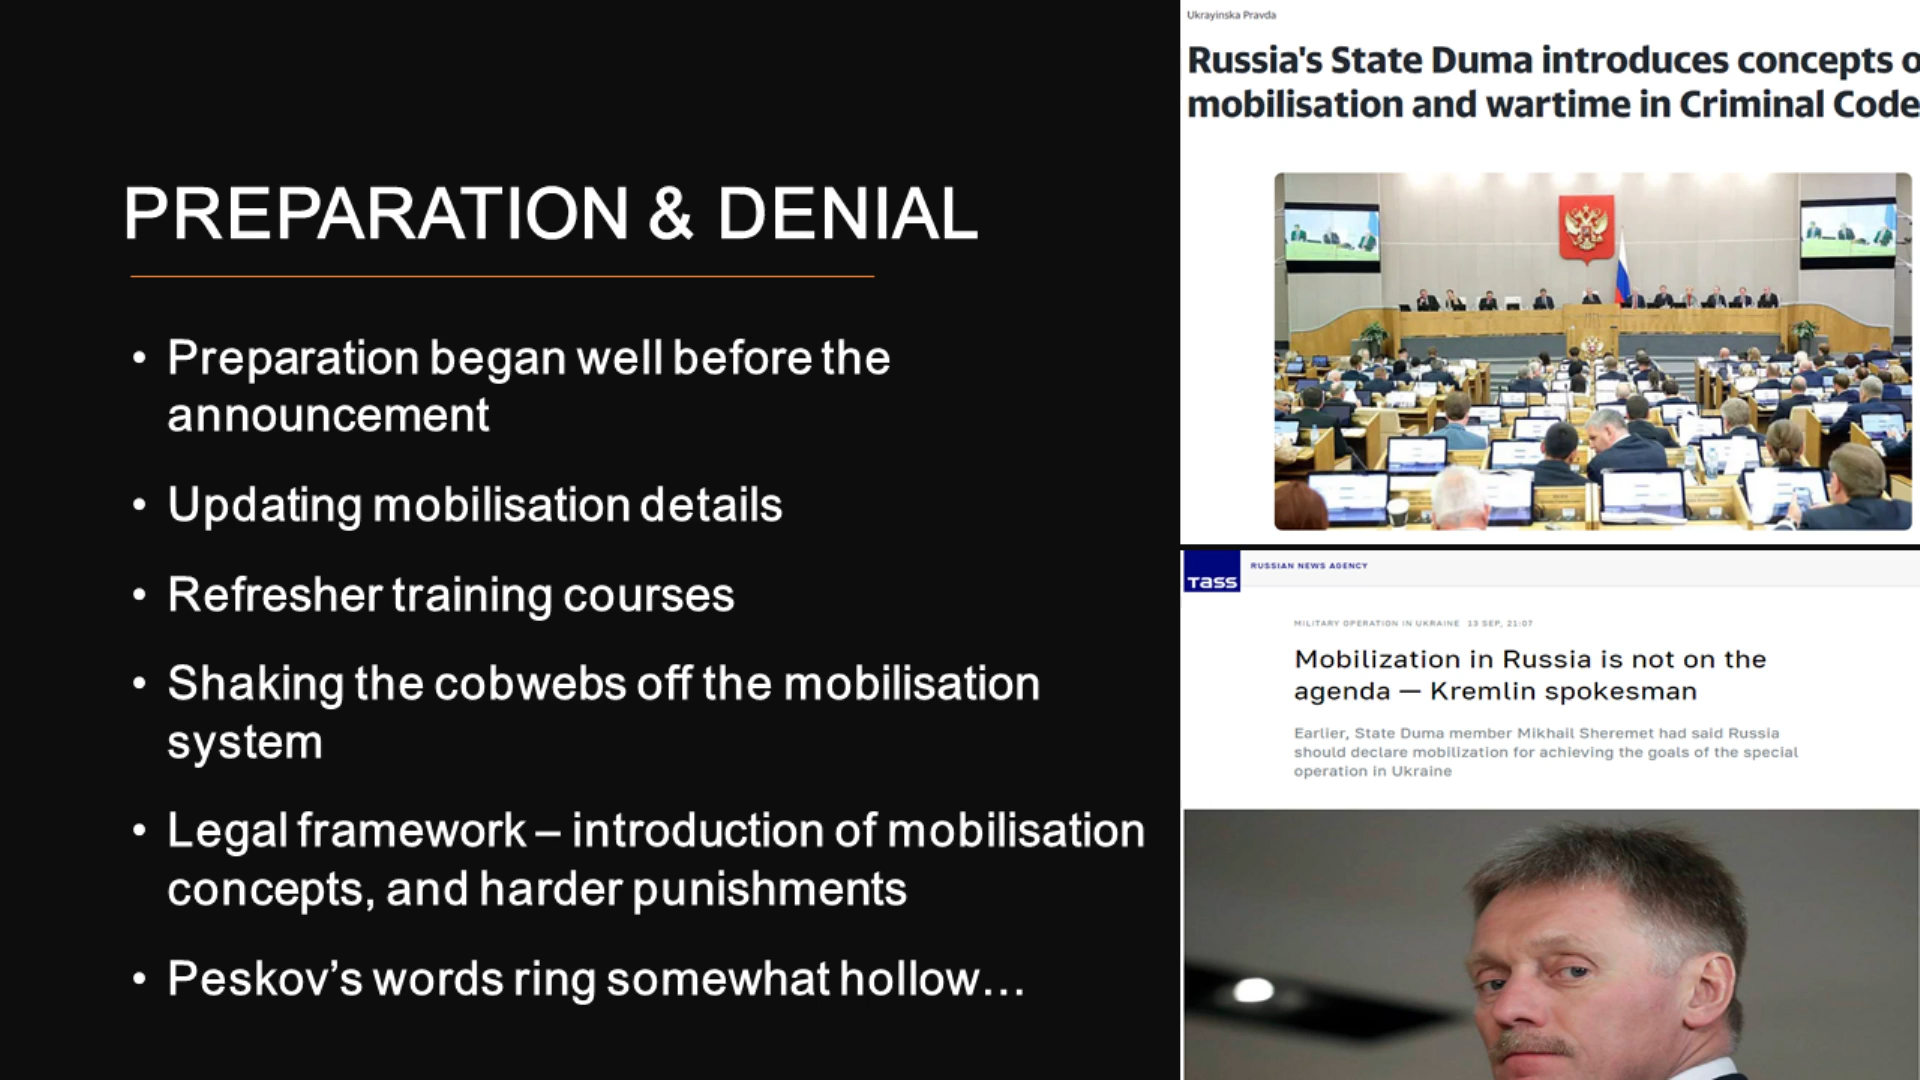 PREPARATION & DENIAL
• Preparation began well before the
announcement
• Updating mobilisation details
• Refresher training courses
• Shaking the cobwebs off the mobilisation
system
• Legal framework – introduction of mobilisation
concepts, and harder punishments
• Peskov’s words ring somewhat hollow…
Ukrayinska Pravda
Russia's State Duma introduces concepts o
mobilisation and wartime in Criminal Code
TASS
RUSSIAN NEWS AGENCY
MILITARY OPERATION IN UKRAINE 13 SEP, 21:07
Mobilization in Russia is not on the
agenda — Kremlin spokesman
Earlier, State Duma member Mikhail Sheremet had said Russia
should declare mobilization for achieving the goals of the special
operation in Ukraine